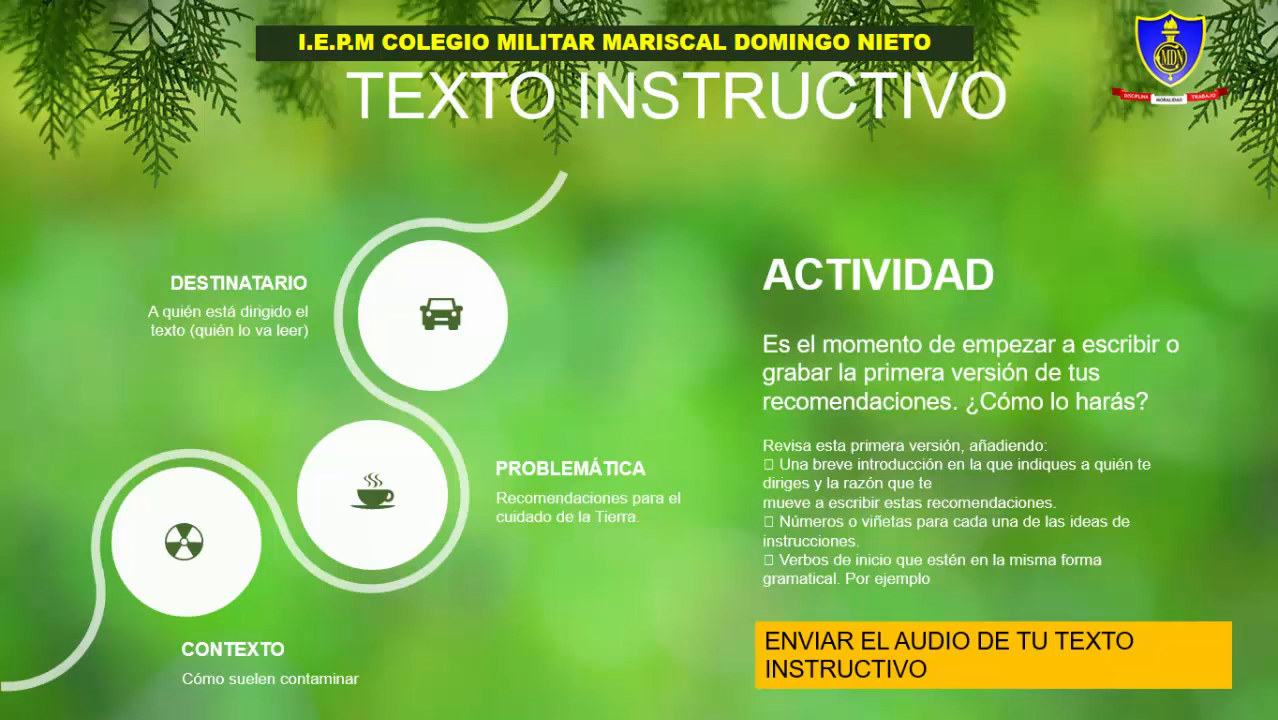 I.E.P.M COLEGIO MILITAR MARISCAL DOMINGO NIETO
TEXTO INSTRUCTIVO
CMDN
DISCIPLINA
MORALIDAD
TRABAJO
DESTINATARIO
A quién está dirigido el
texto (quién lo va leer)
PROBLEMÁTICA
Recomendaciones para el
cuidado de la Tierra.
CONTEXTO
Cómo suelen contaminar
ACTIVIDAD
Es el momento de empezar a escribir o
grabar la primera versión de tus
recomendaciones. ¿Cómo lo harás?
Revisa esta primera versión, añadiendo:
 Una breve introducción en la que indiques a quién te
diriges y la razón que te
mueve a escribir estas recomendaciones.
 Números o viñetas para cada una de las ideas de
instrucciones.
 Verbos de inicio que estén en la misma forma
gramatical. Por ejemplo
ENVIAR EL AUDIO DE TU TEXTO
INSTRUCTIVO